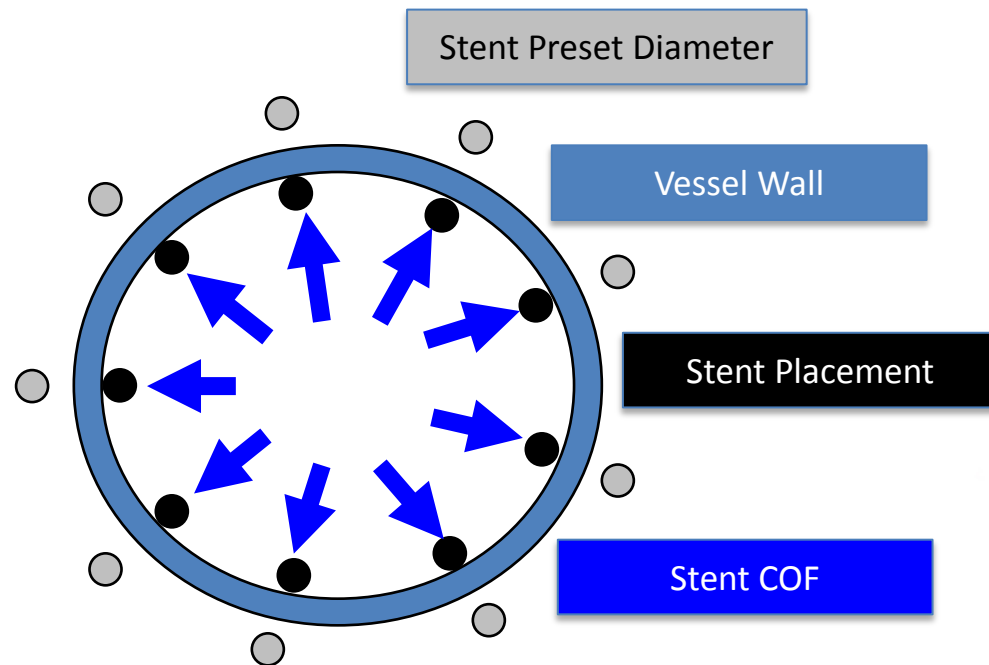 Stent Preset Diameter
Vessel Wall
Stent Placement
Stent COF